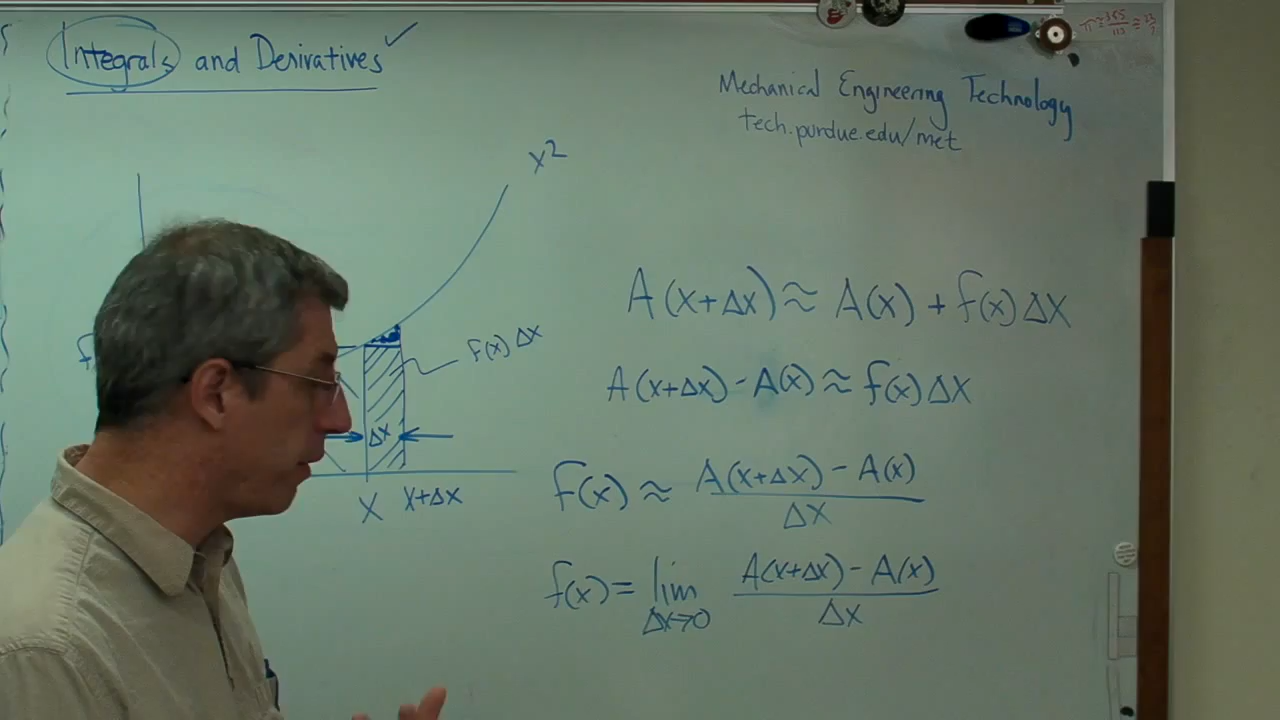 Integrals and Derivatives ✓
Mechanical Engineering Technology
tech.purdue.edu/met
x²
f(x) Δx
Δx
x x+Δx
A(x+Δx) ≈ A(x) + f(x) Δx
A(x+Δx) - A(x) ≈ f(x) Δx
f(x) ≈ A(x+Δx) - A(x) / Δx
f(x) = lim Δx→0 A(x+Δx) - A(x) / Δx